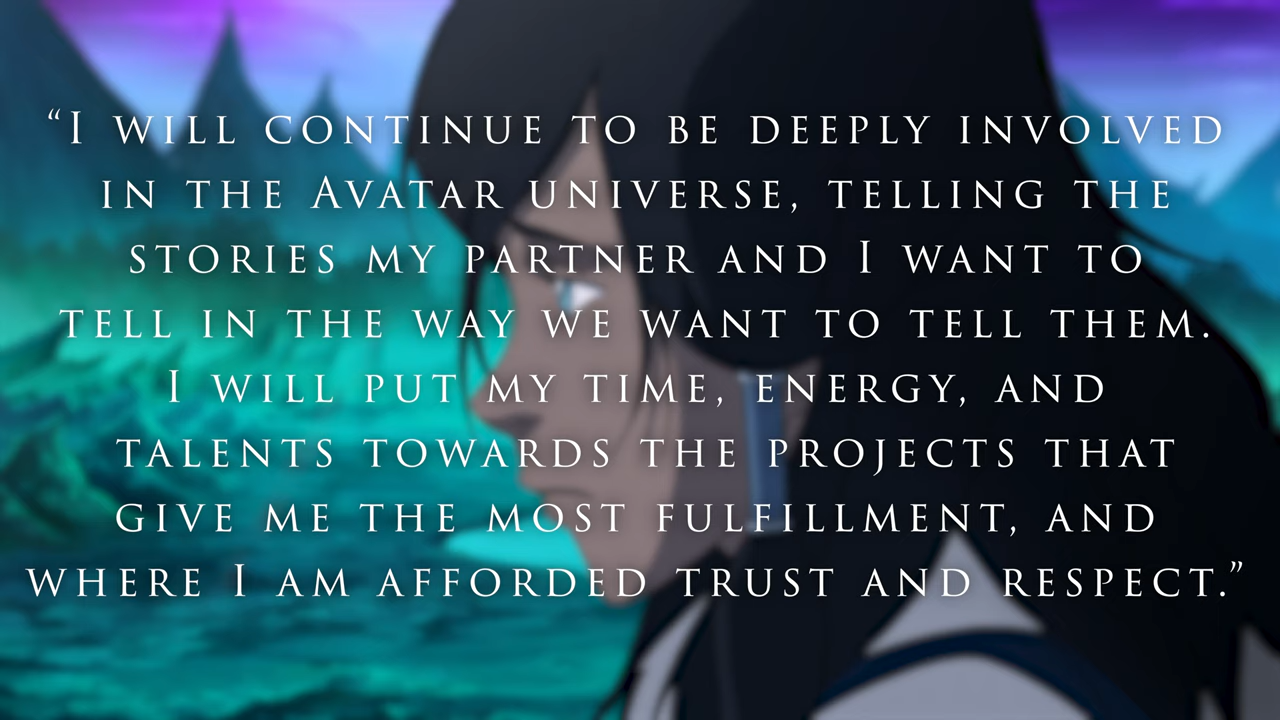 “I will continue to be deeply involved
in the Avatar universe, telling the
stories my partner and I want to
tell in the way we want to tell them.
I will put my time, energy, and
talents towards the projects that
give me the most fulfillment, and
where I am afforded trust and respect.”